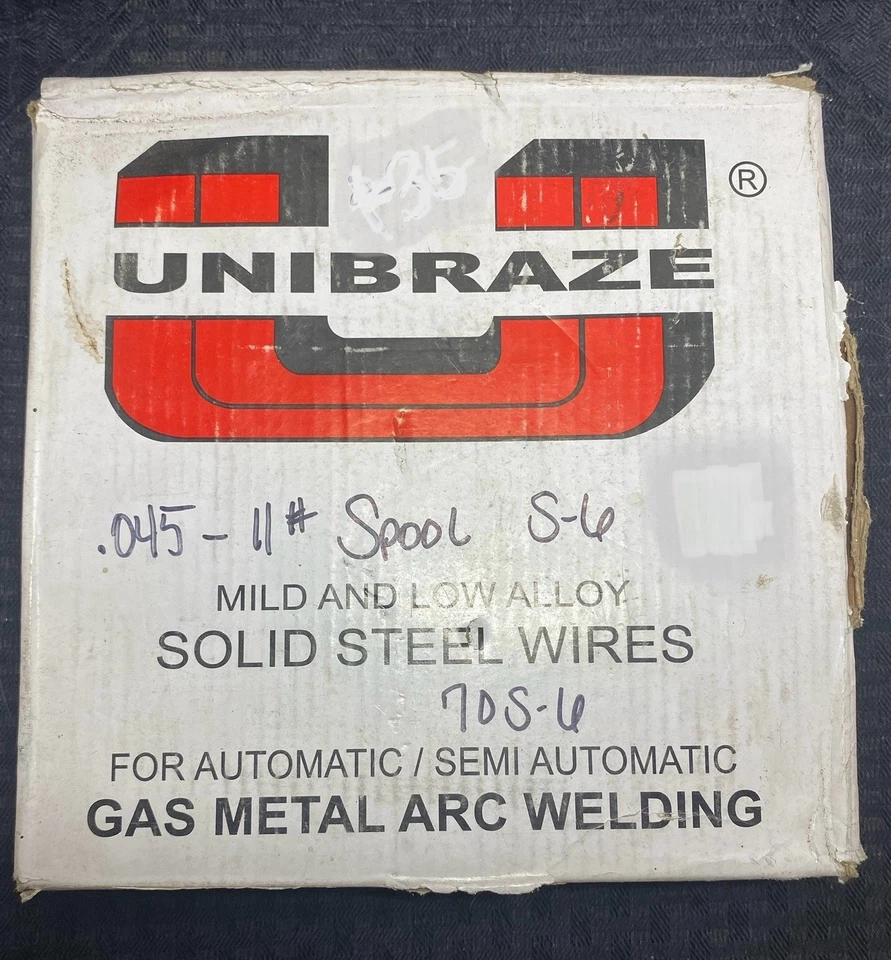 ®
UNIBRAZE
.045 - 11# Spool S-6
MILD AND LOW ALLOY
SOLID STEEL WIRES
70S-6
FOR AUTOMATIC / SEMI AUTOMATIC
GAS METAL ARC WELDING